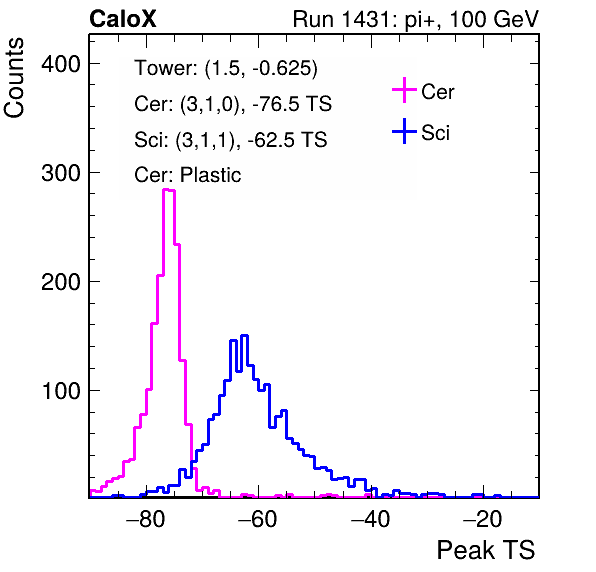 CaloX Run 1431: pi+, 100 GeV
Counts
Tower: (1.5, -0.625)
Cer: (3,1,0), -76.5 TS
Sci: (3,1,1), -62.5 TS
Cer: Plastic
Cer
Sci
400
300
200
100
−80 −60 −40 −20
Peak TS